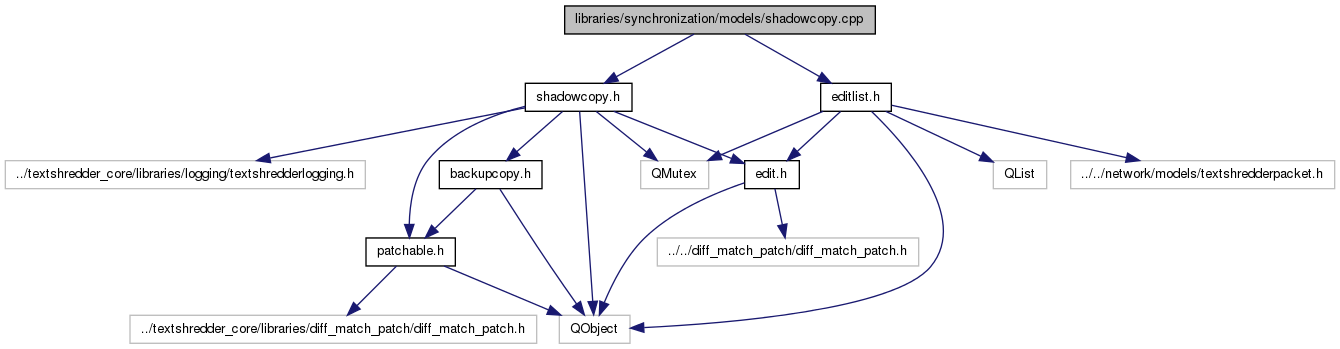 libraries/synchronization/models/shadowcopy.cpp
shadowcopy.h
editlist.h
../textshredder_core/libraries/logging/textshredderlogging.h
backupcopy.h
QMutex
edit.h
QList
../../network/models/textshredderpacket.h
patchable.h
../../diff_match_patch/diff_match_patch.h
../textshredder_core/libraries/diff_match_patch/diff_match_patch.h
QObject